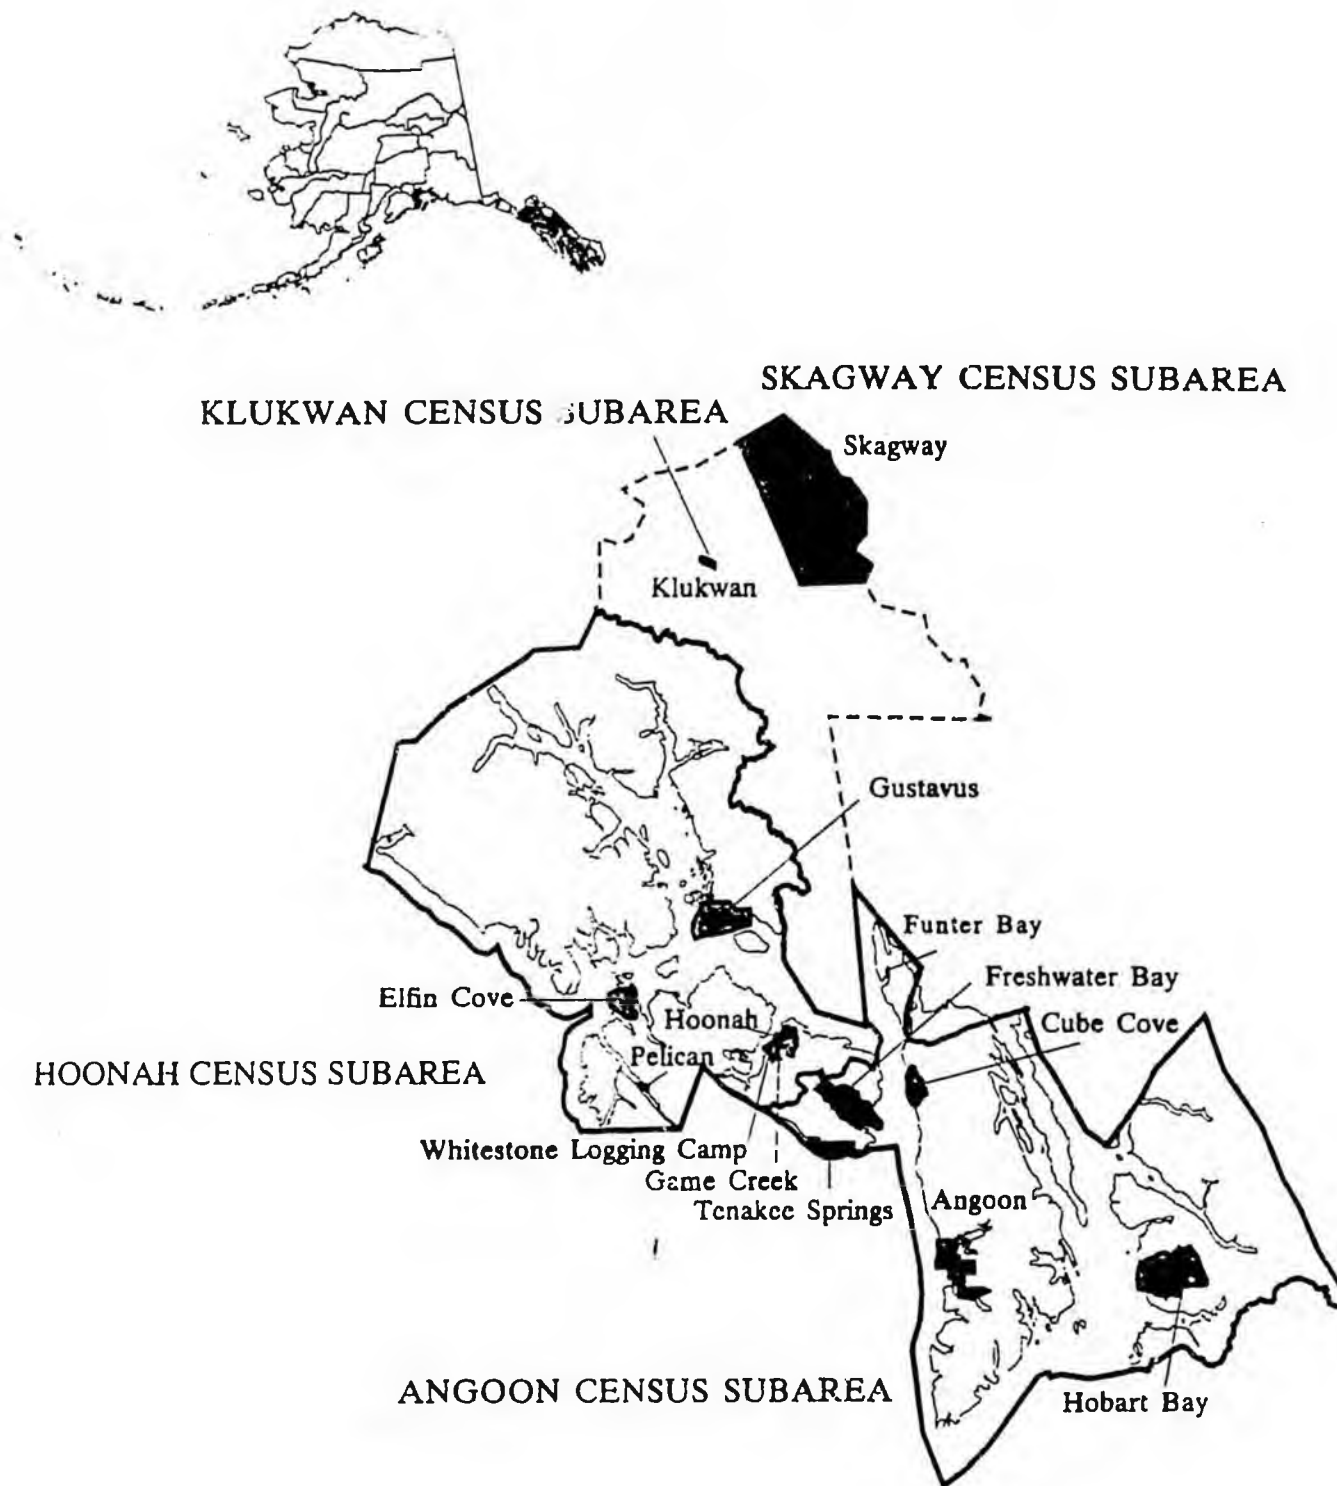 SKAGWAY CENSUS SUBAREA
KLUKWAN CENSUS SUBAREA
Skagway
Klukwan
Gustavus
Funter Bay
Freshwater Bay
Elfin Cove
Hoonah
Cube Cove
Pelican
HOONAH CENSUS SUBAREA
Whitestone Logging Camp
Game Creek
Tenakee Springs
Angoon
ANGOON CENSUS SUBAREA
Hobart Bay